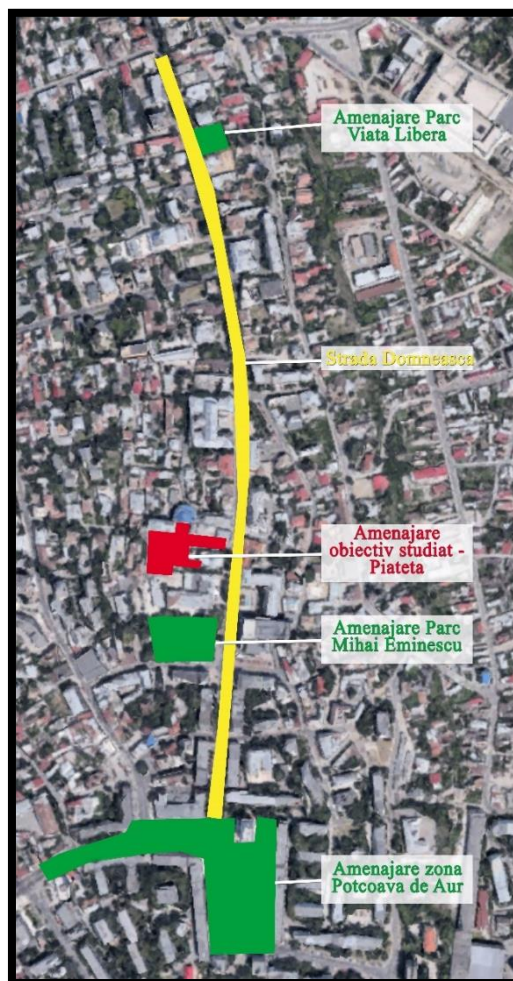 Amenajare Parc
Viata Libera
Strada Domneasca
Amenajare
obiectiv studiat -
Piateta
Amenajare Parc
Mihai Eminescu
Amenajare zona
Potcoava de Aur